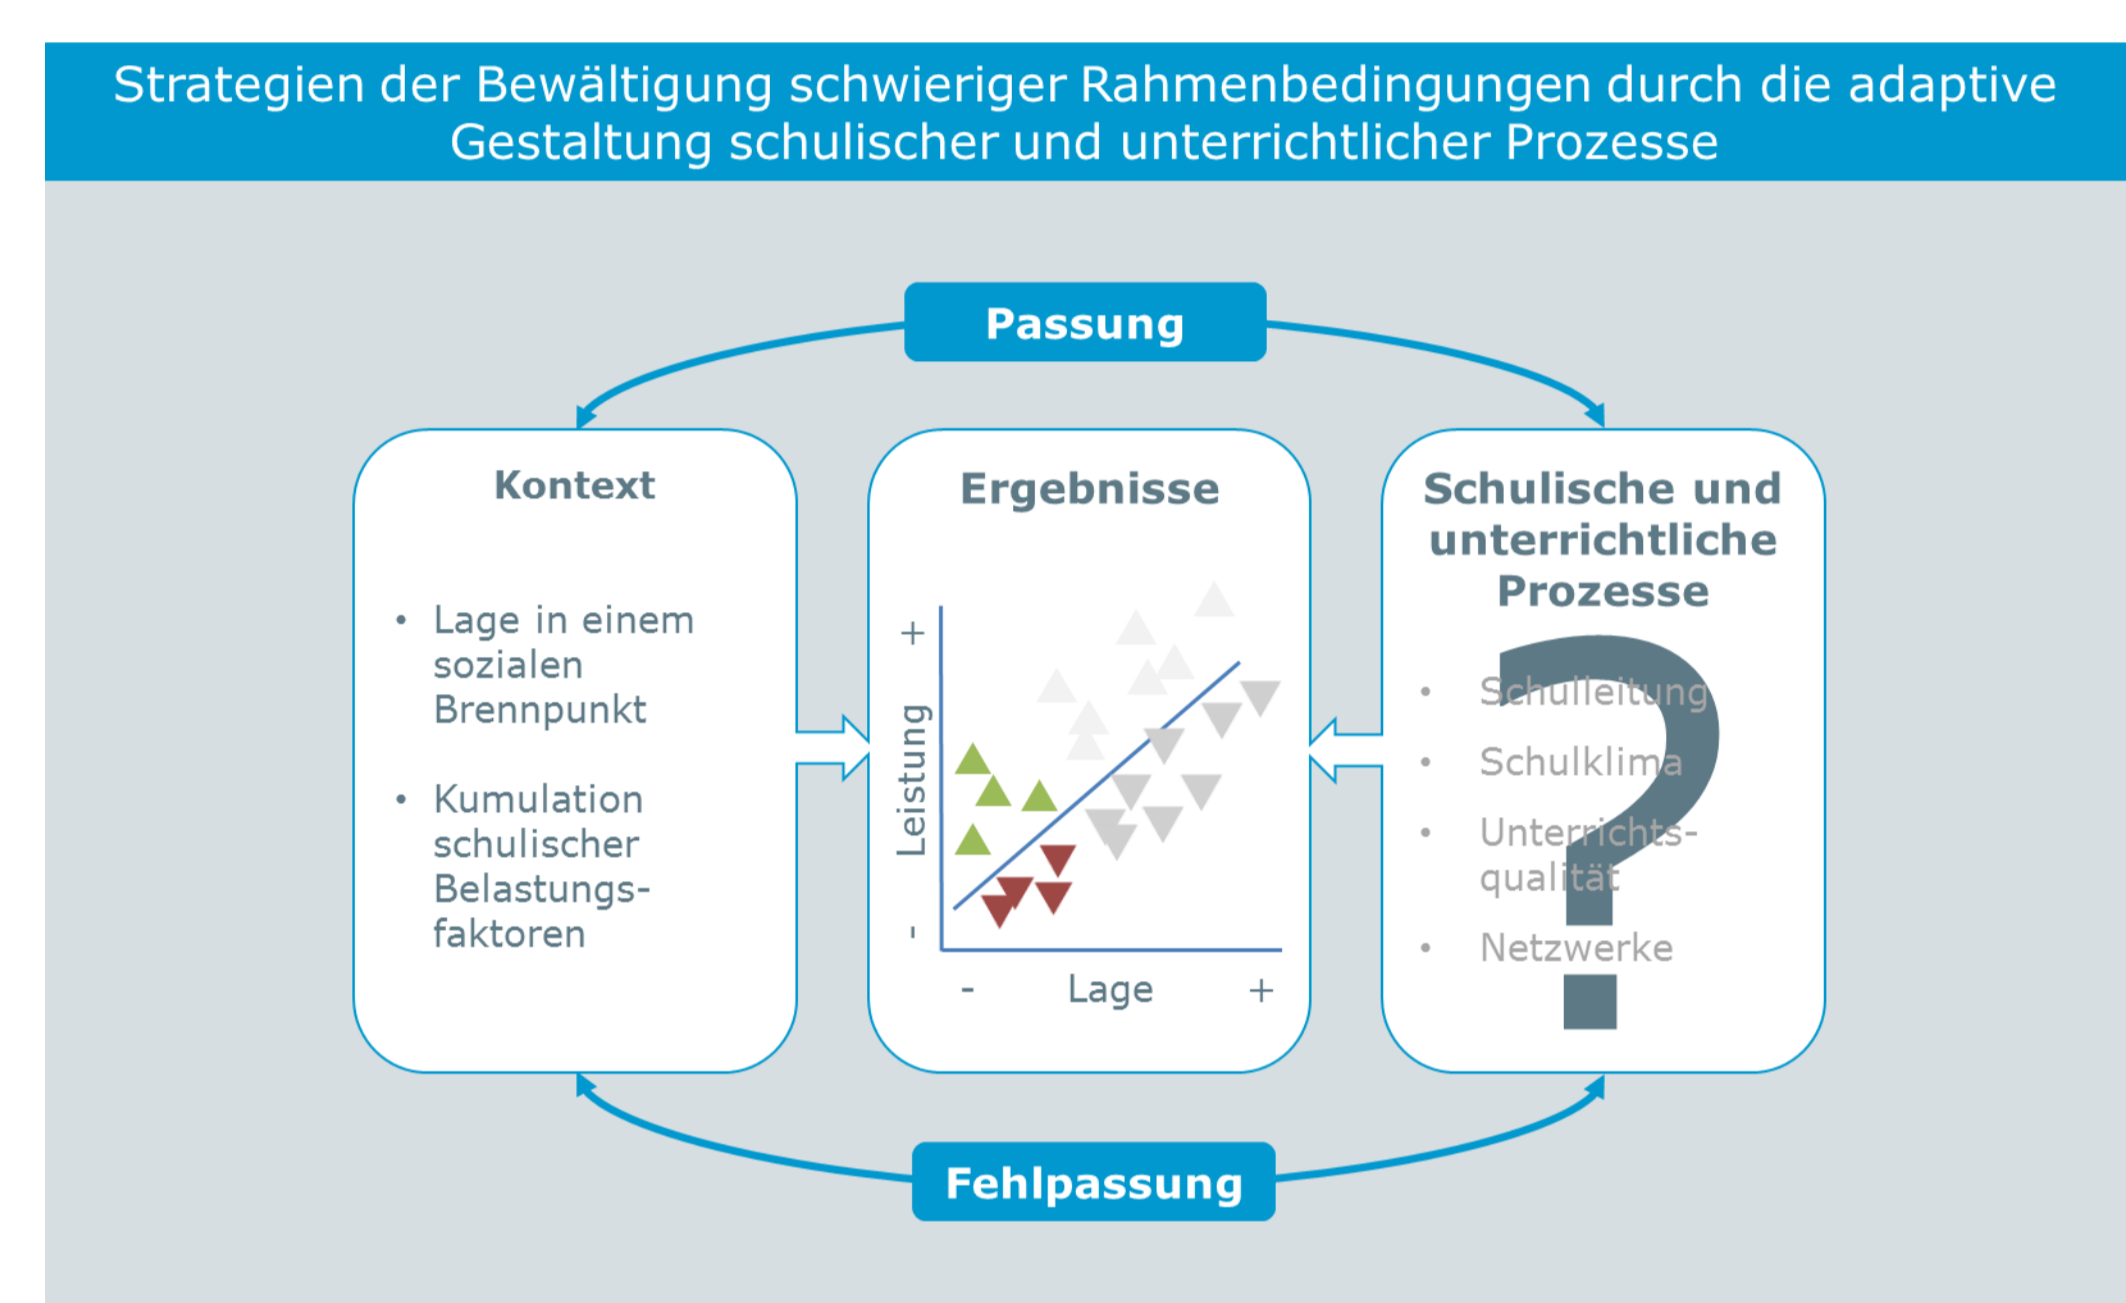 Strategien der Bewältigung schwieriger Rahmenbedingungen durch die adaptive
Gestaltung schulischer und unterrichtlicher Prozesse
Passung
Kontext
• Lage in einem
sozialen
Brennpunkt
• Kumulation
schulischer
Belastungs-
faktoren
Ergebnisse
+
Leistung
-
- Lage +
Schulische und
unterrichtliche
Prozesse
?
• Schulleitung
• Schulklima
• Unterrichts-
qualität
• Netzwerke
Fehlpassung